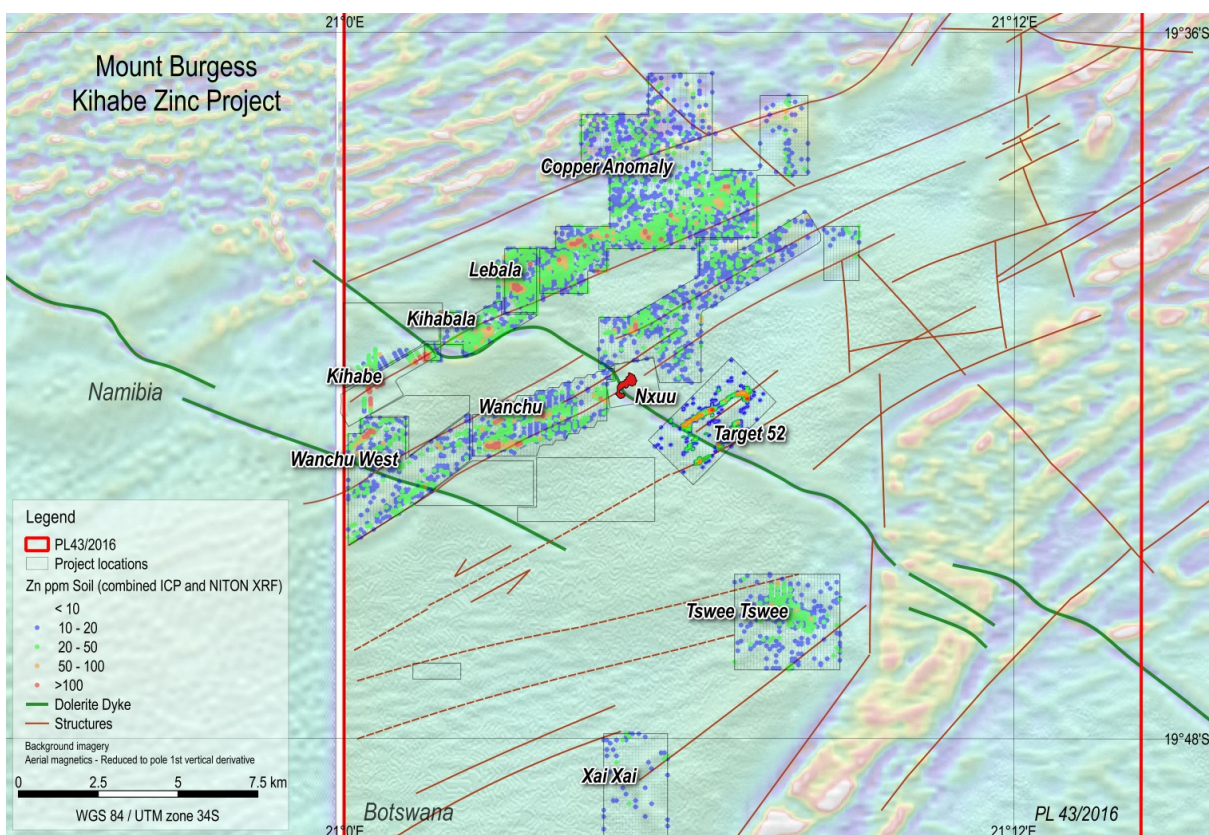 21°0'E
21°12'E
19°36'S
Mount Burgess
Kihabe Zinc Project
Copper Anomaly
Lebala
Kihabala
Kihabe
Namibia
Nxuu
Wanchu
Target 52
Wanchu West
Legend
PL43/2016
Project locations
Zn ppm Soil (combined ICP and NITON XRF)
< 10
10 - 20
20 - 50
50 - 100
>100
Dolerite Dyke
Structures
Background imagery
Aerial magnetics - Reduced to pole 1st vertical derivative
0 2.5 5 7.5 km
WGS 84 / UTM zone 34S
Tswee Tswee
19°48'S
Xai Xai
Botswana
PL 43/2016
21°0'E
21°12'E